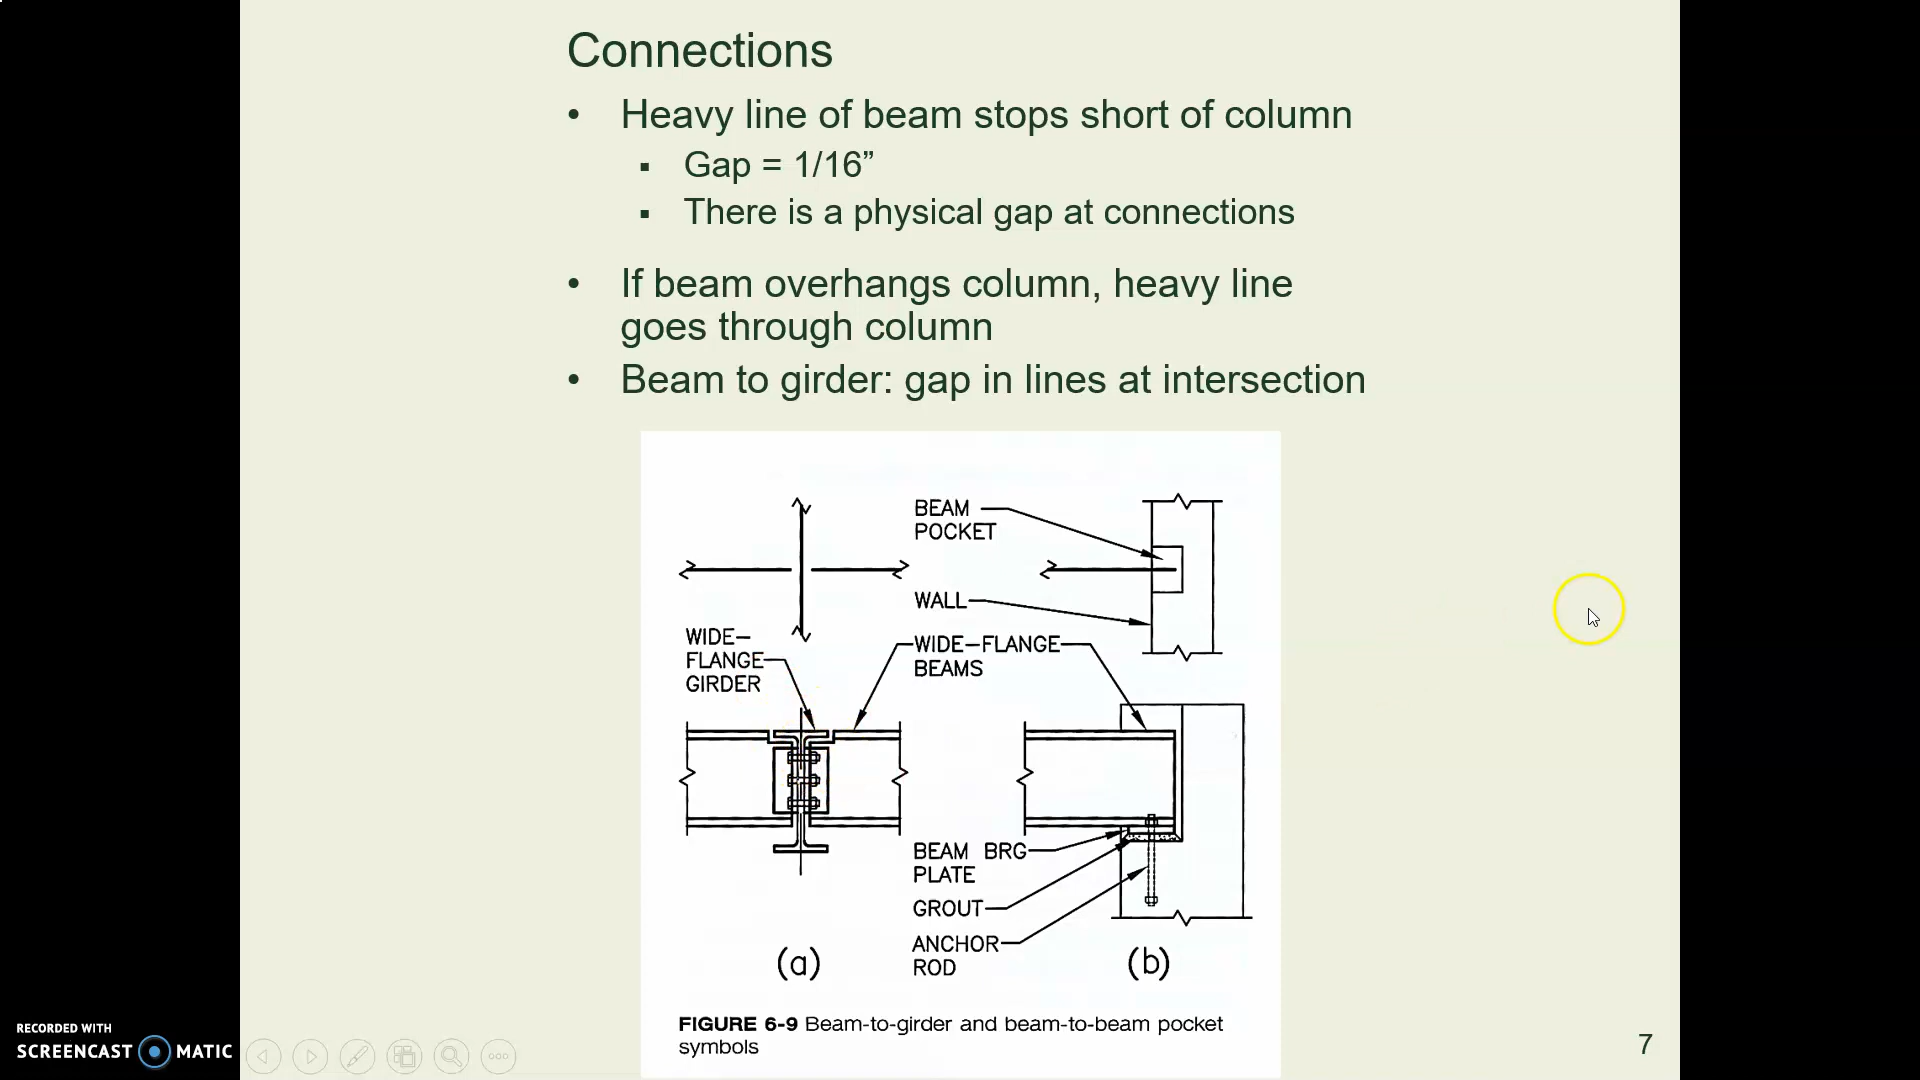 Connections
• Heavy line of beam stops short of column
▪ Gap = 1/16”
▪ There is a physical gap at connections
• If beam overhangs column, heavy line
goes through column
• Beam to girder: gap in lines at intersection
BEAM
POCKET
WALL
WIDE–
FLANGE
GIRDER
WIDE–FLANGE
BEAMS
BEAM BRG
PLATE
GROUT
ANCHOR
ROD
(a)
(b)
FIGURE 6-9 Beam-to-girder and beam-to-beam pocket
symbols
RECORDED WITH
SCREENCAST MATIC
7